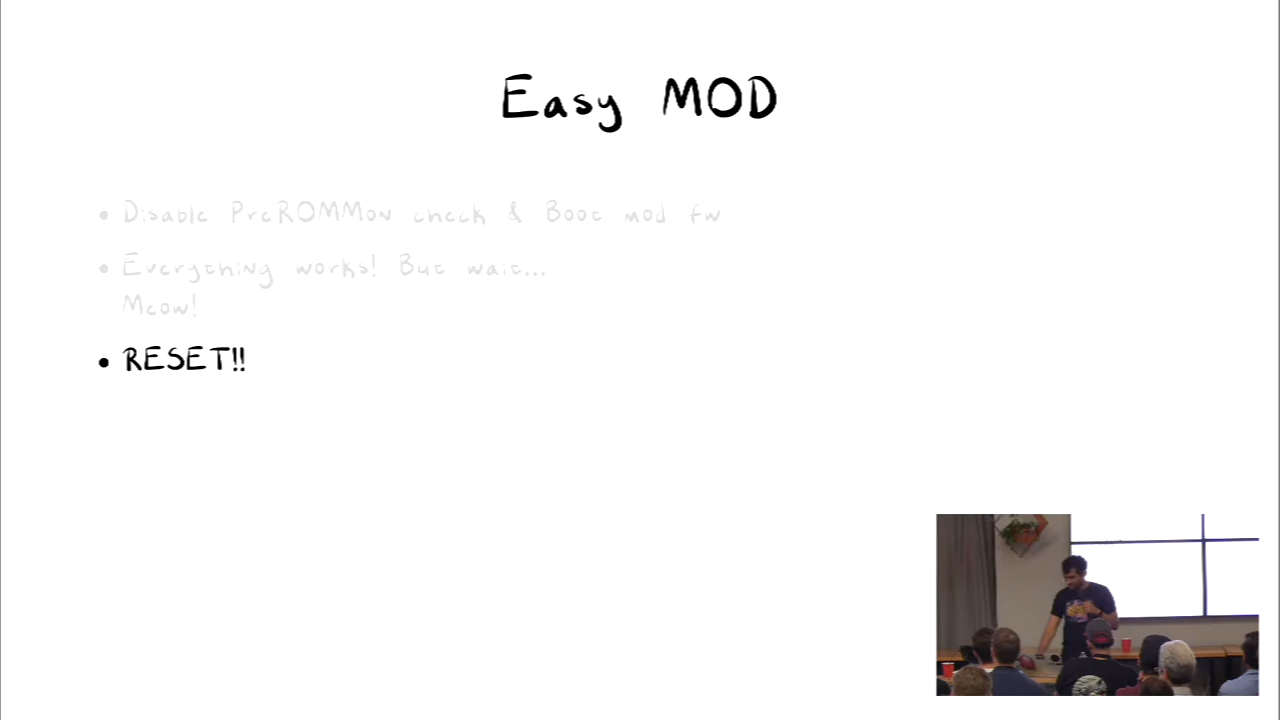 Easy MOD
• Disable PreROMMon check & Boot mod fw
• Everything works! But wait...
Meow!
• RESET!!